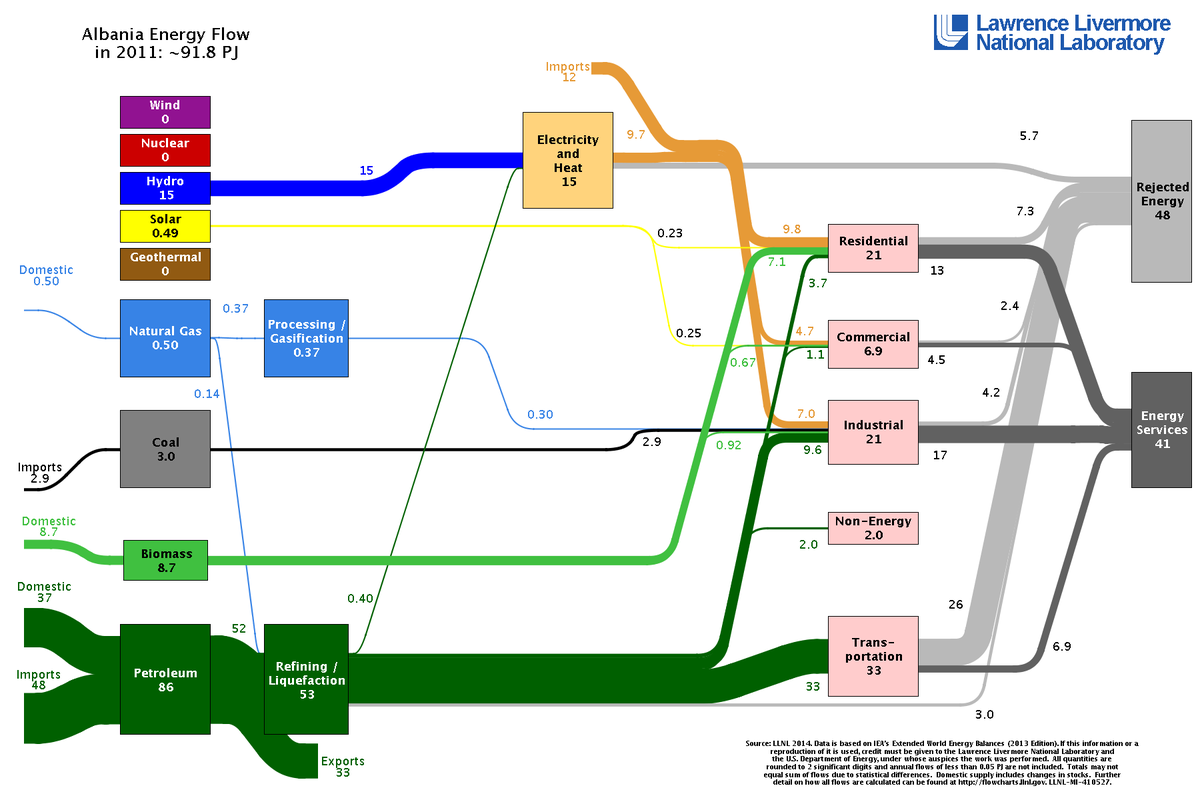 Albania Energy Flow
in 2011: ~91.8 PJ
Lawrence Livermore
National Laboratory
Imports
12
Wind
0
Nuclear
0
Hydro
15
Solar
0.49
Geothermal
0
15
Electricity
and
Heat
15
9.7
5.7
Rejected
Energy
48
0.23
9.8
Residential
21
7.1
3.7
7.3
13
Domestic
0.50
Natural Gas
0.50
0.37
Processing /
Gasification
0.37
0.14
0.25
4.7
Commercial
6.9
1.1
0.67
2.4
4.5
Coal
3.0
Imports
2.9
0.30
2.9
7.0
Industrial
21
0.92
9.6
4.2
17
Energy
Services
41
Domestic
8.7
Biomass
8.7
Non-Energy
2.0
2.0
Domestic
37
Imports
48
Petroleum
86
52
0.40
Refining /
Liquefaction
53
Exports
33
33
Trans-
portation
33
26
6.9
3.0
Source: LLNL 2014. Data is based on IEA's Extended World Energy Balances (2013 Edition). If this information or a
reproduction of it is used, credit must be given to the Lawrence Livermore National Laboratory and
the U.S. Department of Energy, under whose auspices the work was performed. All quantities are
rounded to 2 significant digits and annual flows of less than 0.05 PJ are not included. Totals may not
equal sum of flows due to statistical differences. Domestic supply includes changes in stocks. Further
detail on how all flows are calculated can be found at http://flowcharts.llnl.gov. LLNL-MI-410527.